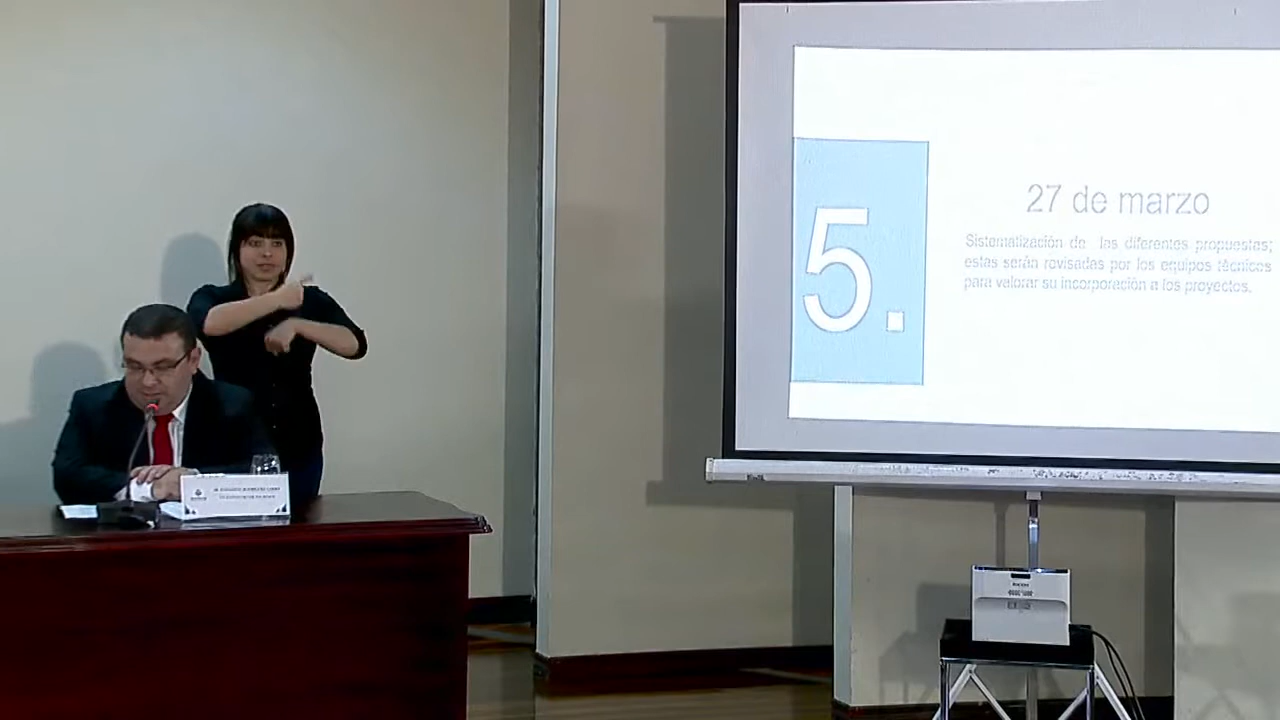 5.
27 de marzo
Sistematización de las diferentes propuestas;
estas serán revisadas por los equipos técnicos
para valorar su incorporación a los proyectos.
RICOH